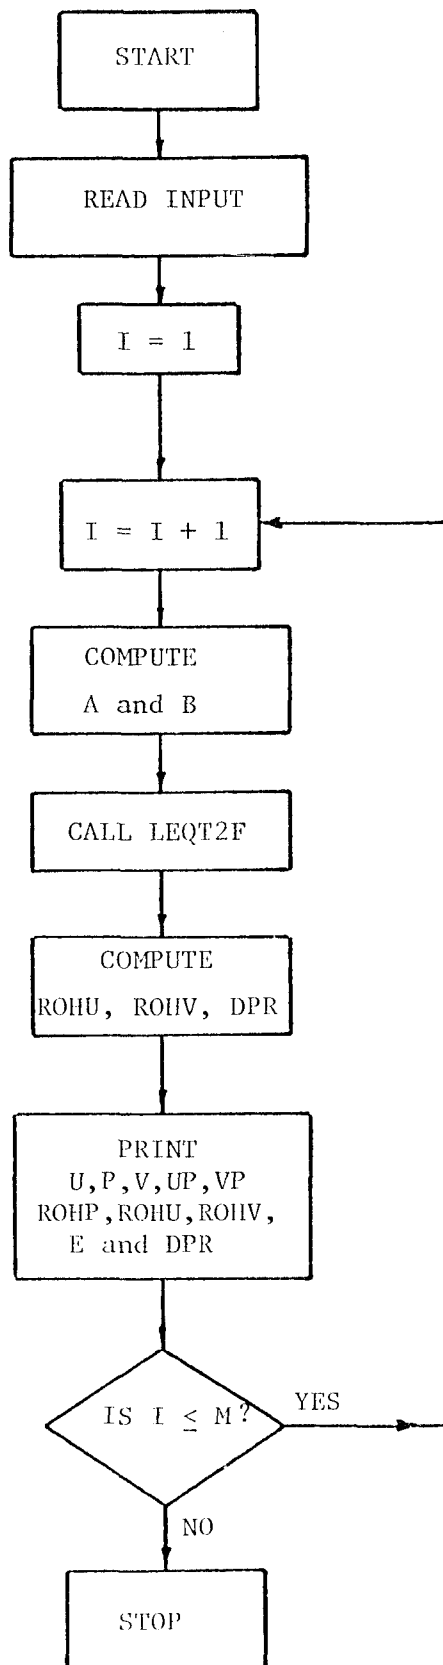 START
READ INPUT
I = 1
I = I + 1
COMPUTE
A and B
CALL LEQT2F
COMPUTE
ROHU, ROHV, DPR
PRINT
U,P,V,UP,VP
ROHP,ROHU,ROHV,
E and DPR
IS I ≤ M?
YES
NO
STOP